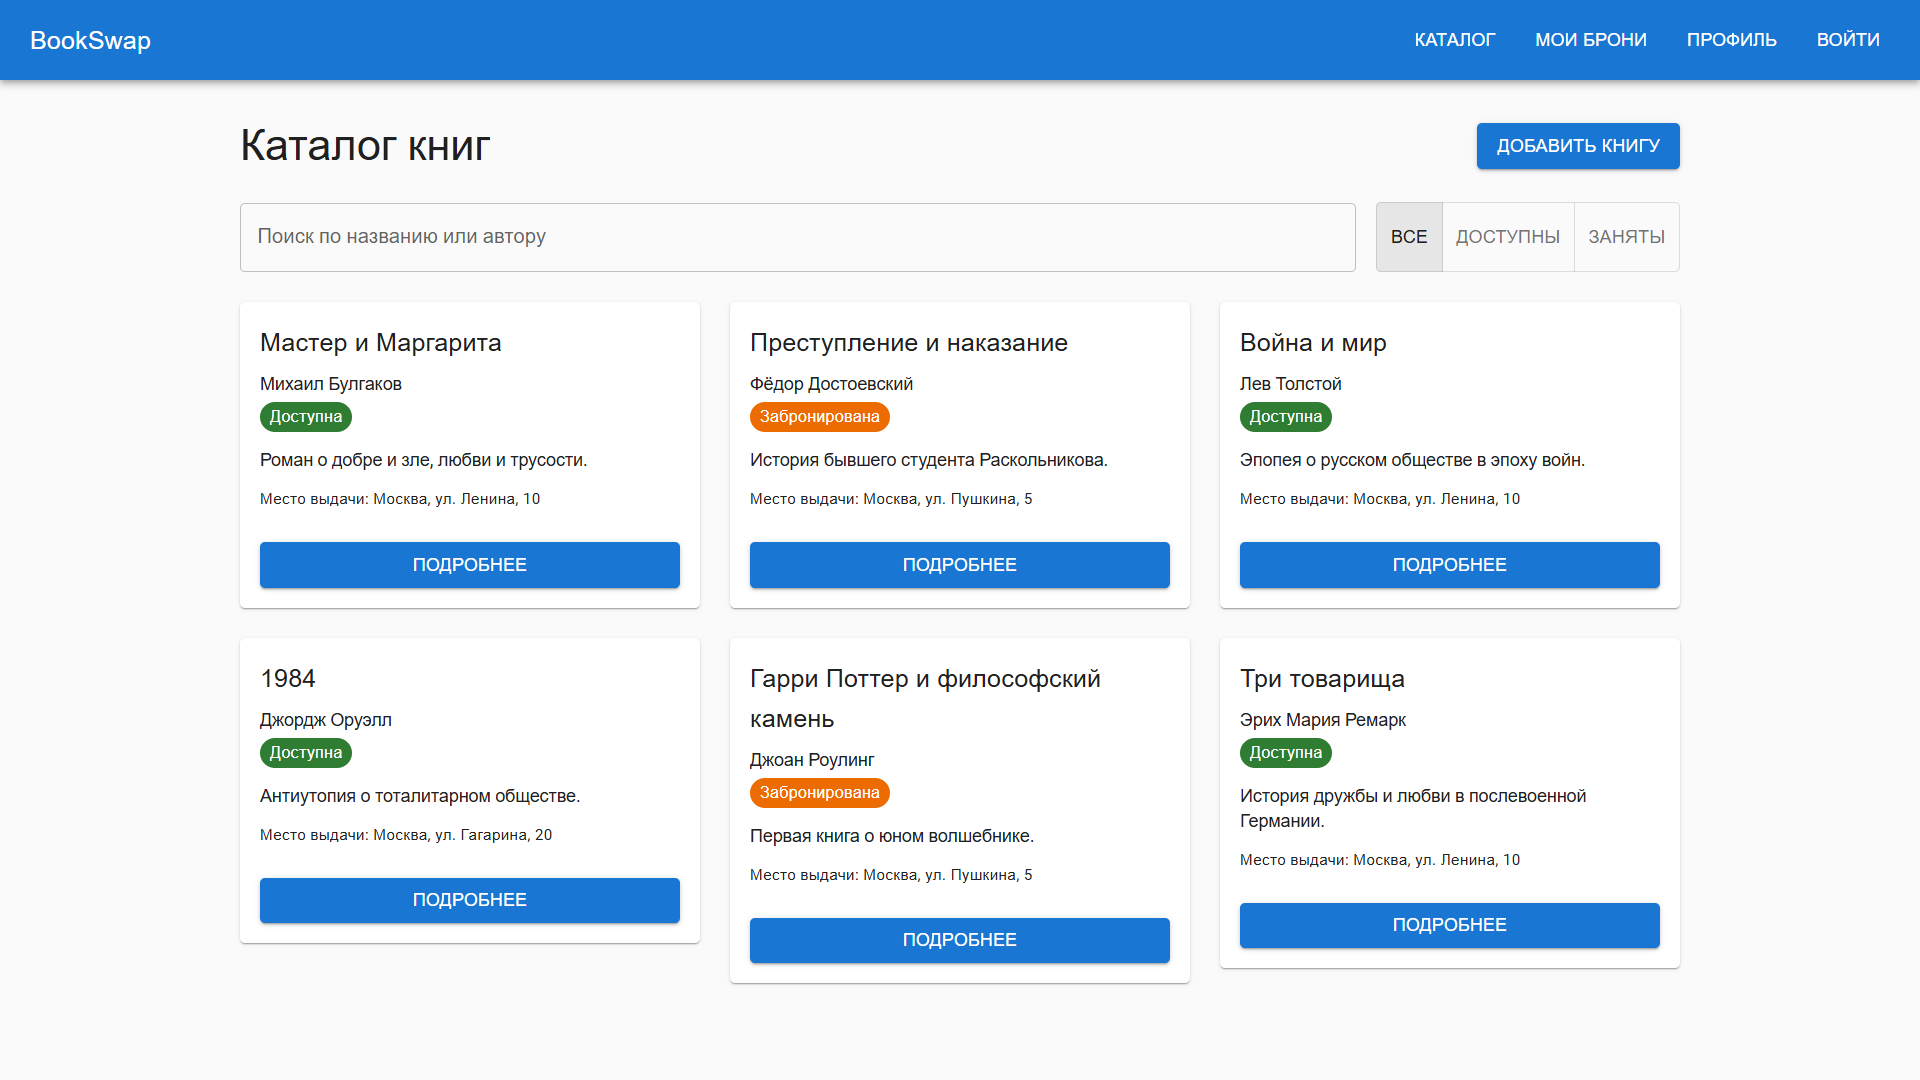 BookSwap
КАТАЛОГ
МОИ БРОНИ
ПРОФИЛЬ
ВОЙТИ
Каталог книг
ДОБАВИТЬ КНИГУ
Поиск по названию или автору
ВСЕ
ДОСТУПНЫ
ЗАНЯТЫ
Мастер и Маргарита
Михаил Булгаков
Доступна
Роман о добре и зле, любви и трусости.
Место выдачи: Москва, ул. Ленина, 10
ПОДРОБНЕЕ
Преступление и наказание
Фёдор Достоевский
Забронирована
История бывшего студента Раскольникова.
Место выдачи: Москва, ул. Пушкина, 5
ПОДРОБНЕЕ
Война и мир
Лев Толстой
Доступна
Эпопея о русском обществе в эпоху войн.
Место выдачи: Москва, ул. Ленина, 10
ПОДРОБНЕЕ
1984
Джордж Оруэлл
Доступна
Антиутопия о тоталитарном обществе.
Место выдачи: Москва, ул. Гагарина, 20
ПОДРОБНЕЕ
Гарри Поттер и философский
камень
Джоан Роулинг
Забронирована
Первая книга о юном волшебнике.
Место выдачи: Москва, ул. Пушкина, 5
ПОДРОБНЕЕ
Три товарища
Эрих Мария Ремарк
Доступна
История дружбы и любви в послевоенной
Германии.
Место выдачи: Москва, ул. Ленина, 10
ПОДРОБНЕЕ